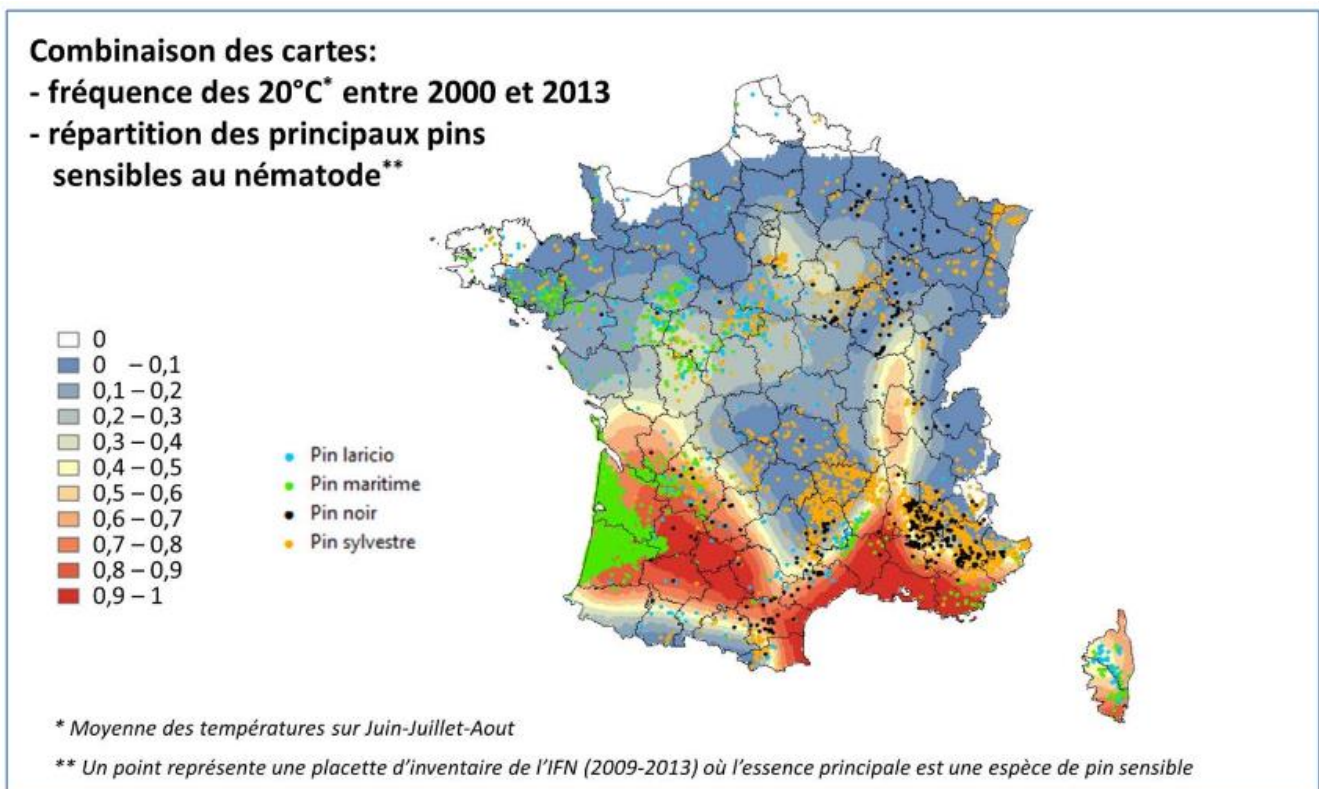 Combinaison des cartes:
- fréquence des 20°C* entre 2000 et 2013
- répartition des principaux pins
sensibles au nématode**
0
0 – 0,1
0,1 – 0,2
0,2 – 0,3
0,3 – 0,4
0,4 – 0,5
0,5 – 0,6
0,6 – 0,7
0,7 – 0,8
0,8 – 0,9
0,9 – 1
Pin laricio
Pin maritime
Pin noir
Pin sylvestre
* Moyenne des températures sur Juin-Juillet-Aout
** Un point représente une placette d'inventaire de l'IFN (2009-2013) où l'essence principale est une espèce de pin sensible